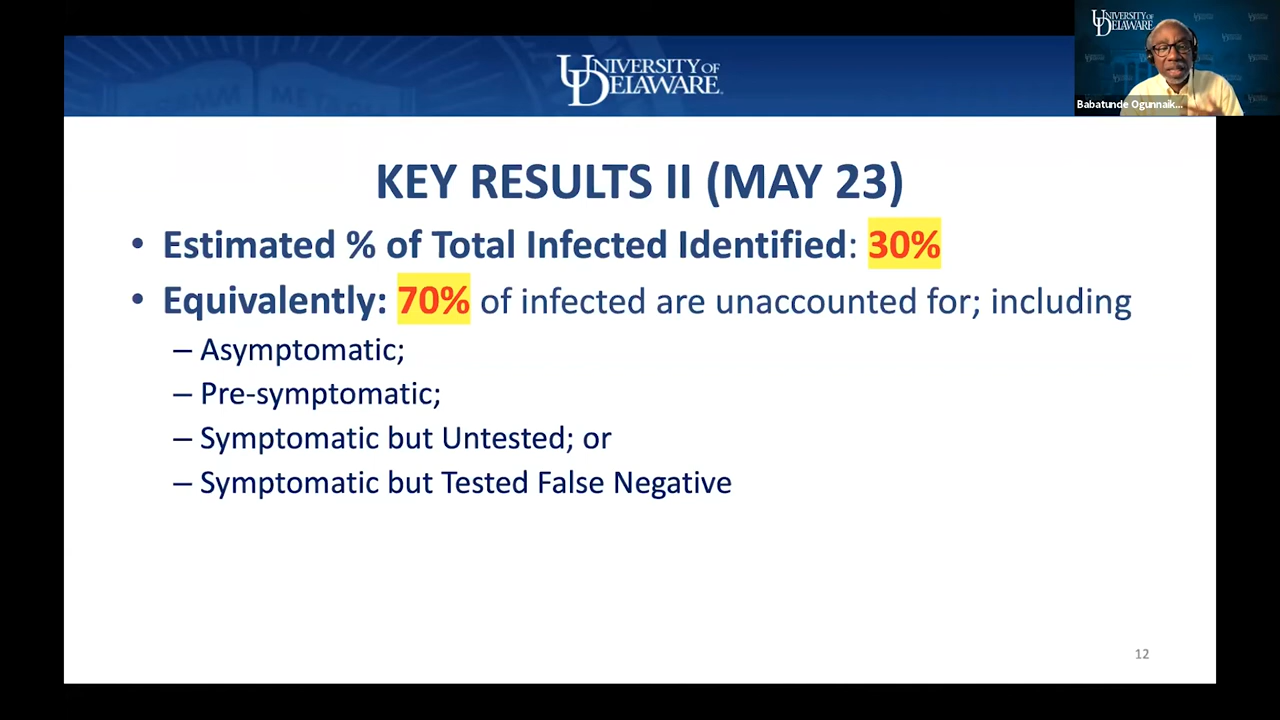 UNIVERSITY OF
DELAWARE
UNIVERSITY OF
DELAWARE
Babatunde Ogunnaik...
KEY RESULTS II (MAY 23)
• Estimated % of Total Infected Identified: 30%
• Equivalently: 70% of infected are unaccounted for; including
– Asymptomatic;
– Pre-symptomatic;
– Symptomatic but Untested; or
– Symptomatic but Tested False Negative
12